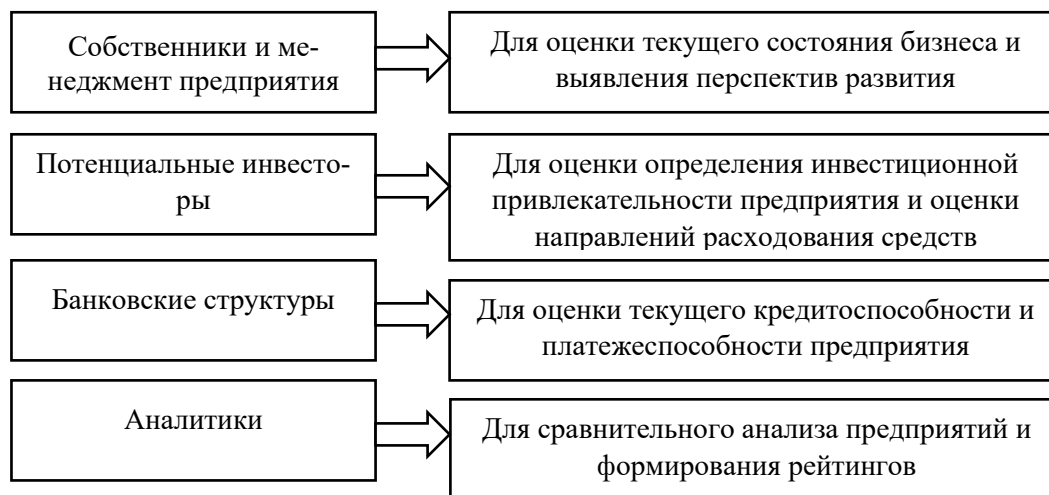 Собственники и ме-
неджмент предприятия
Для оценки текущего состояния бизнеса и
выявления перспектив развития
Потенциальные инвесто-
ры
Для оценки определения инвестиционной
привлекательности предприятия и оценки
направлений расходования средств
Банковские структуры
Для оценки текущего кредитоспособности и
платежеспособности предприятия
Аналитики
Для сравнительного анализа предприятий и
формирования рейтингов